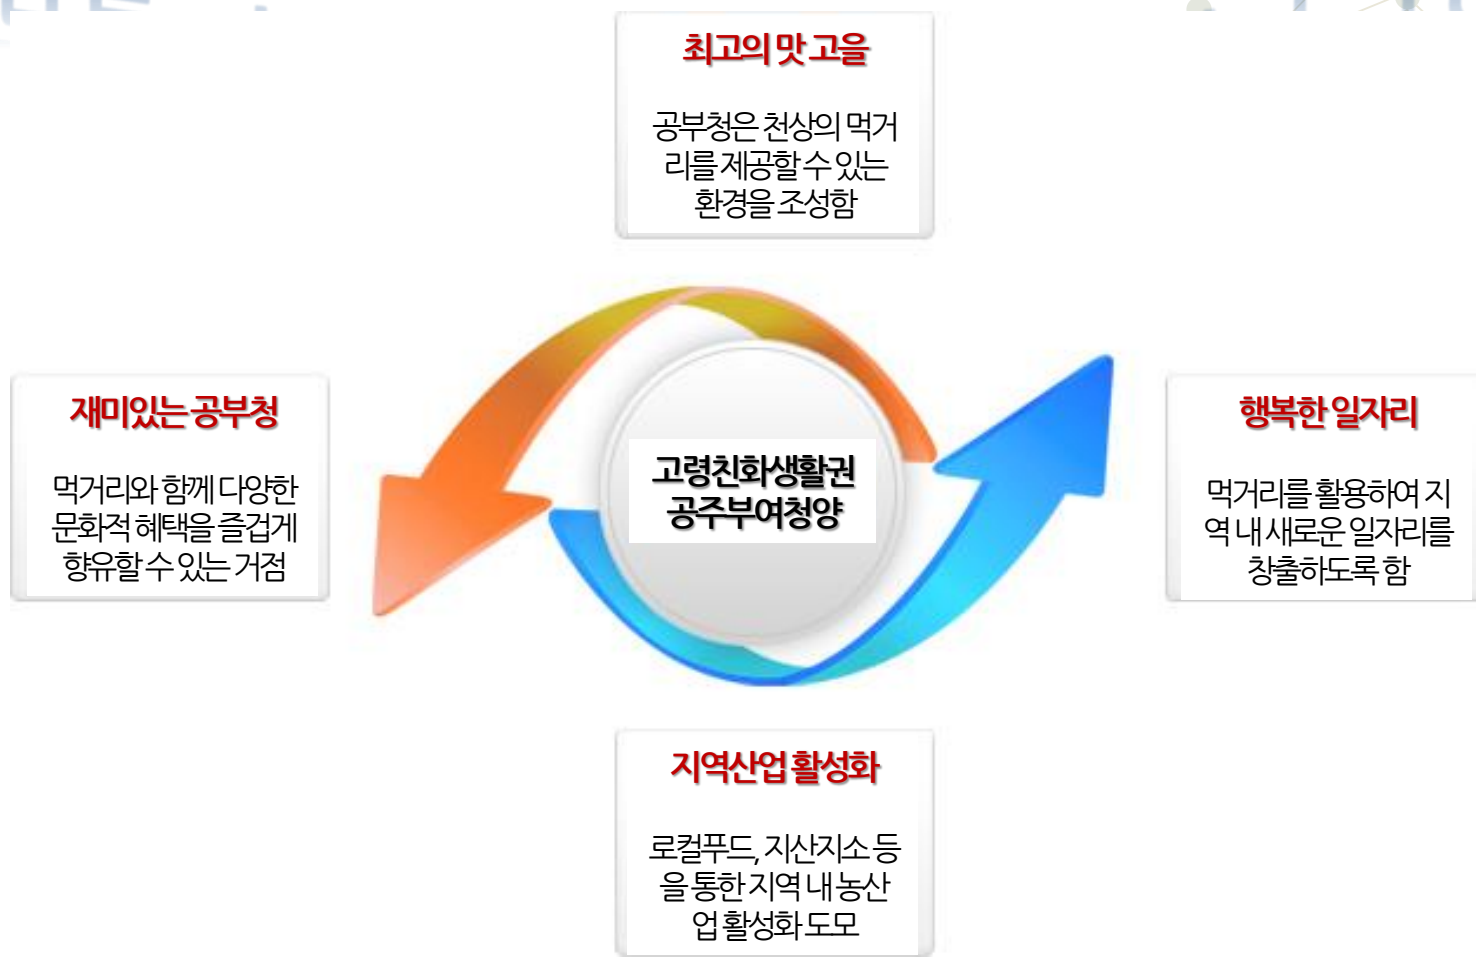 최고의 맛 고을
공부청은 천상의 먹거
리를 제공할 수 있는
환경을 조성함
재미있는 공부청
먹거리와 함께 다양한
문화적 혜택을 즐겁게
향유할 수 있는 거점
고령친화생활권
공주부여청양
행복한 일자리
먹거리를 활용하여 지
역 내 새로운 일자리를
창출하도록 함
지역산업 활성화
로컬푸드, 지산지소 등
을 통한 지역 내 농산
업 활성화 도모